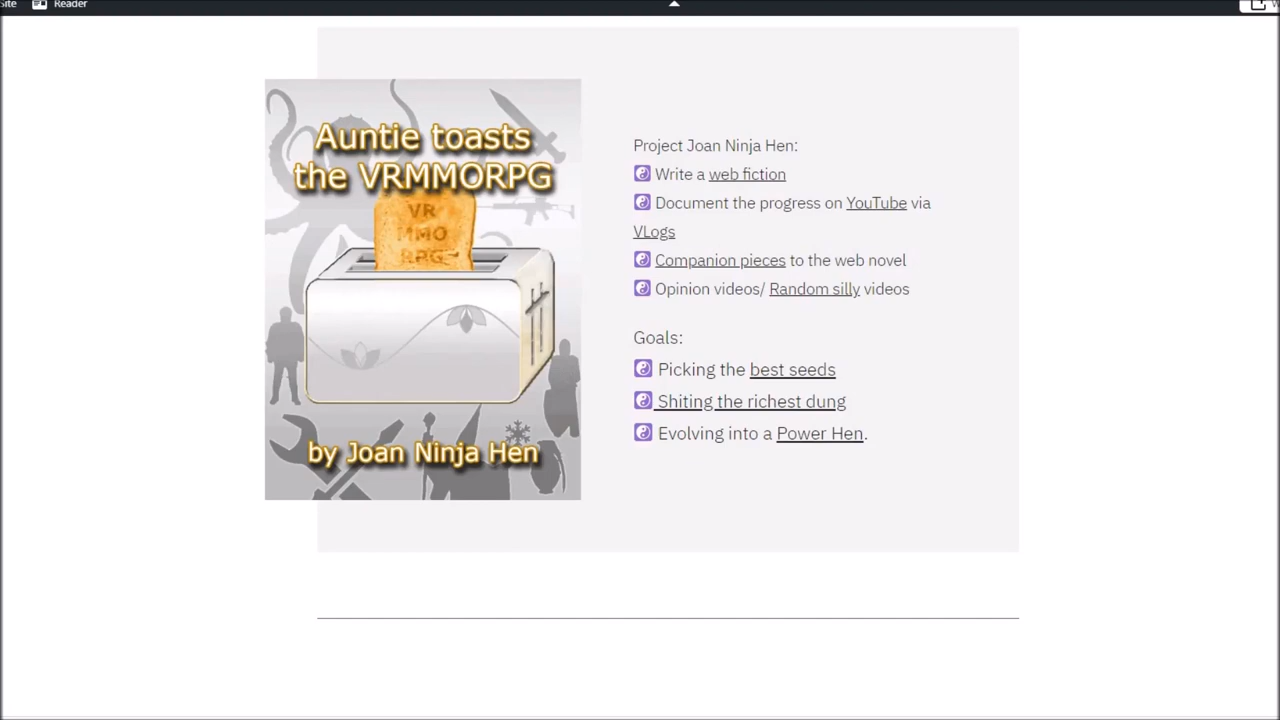 Site Reader
Auntie toasts
the VRMMORPG
VR
MMO
RPG
by Joan Ninja Hen
Project Joan Ninja Hen:
Write a web fiction
Document the progress on YouTube via
VLogs
Companion pieces to the web novel
Opinion videos/ Random silly videos
Goals:
Picking the best seeds
Shiting the richest dung
Evolving into a Power Hen.